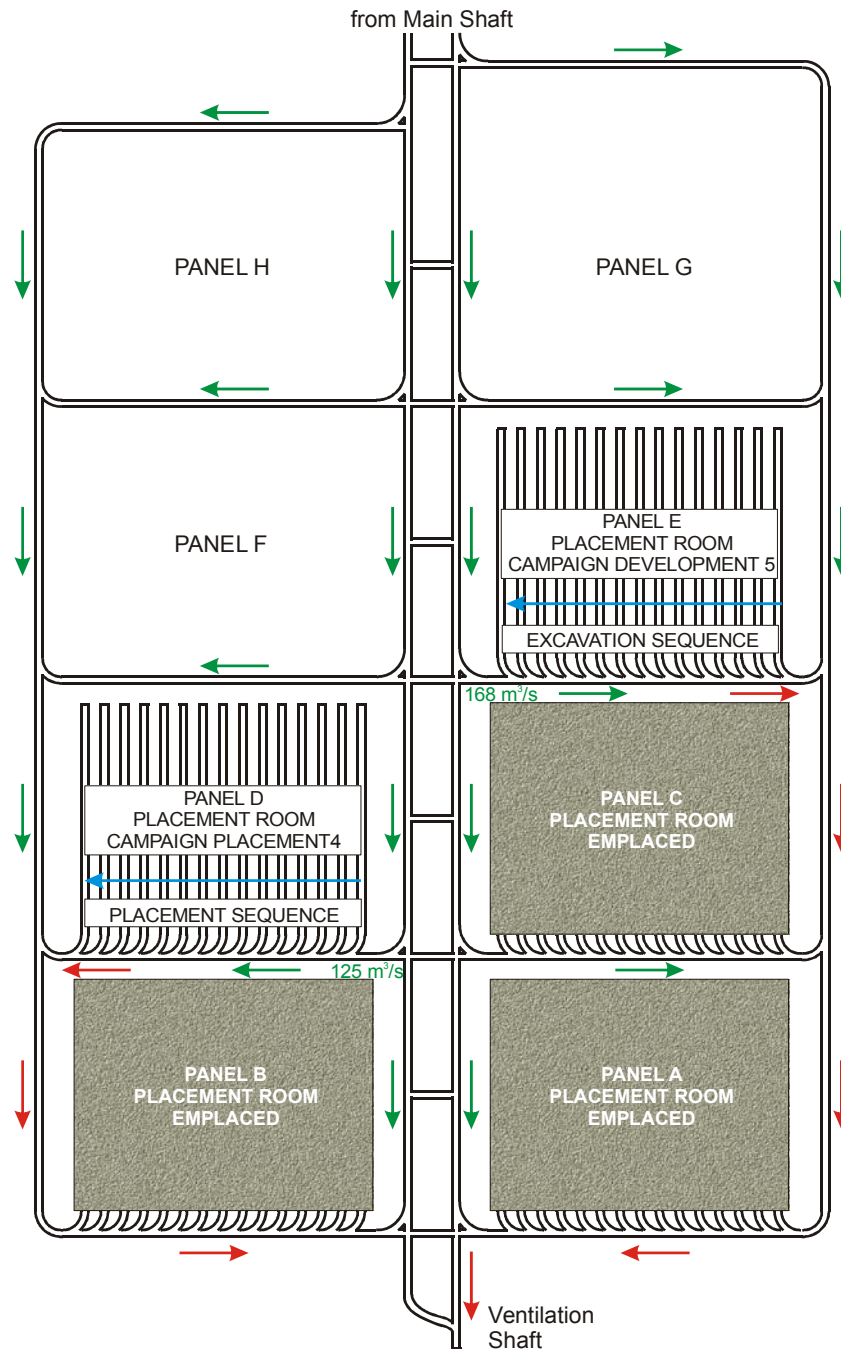 from Main Shaft
PANEL H
PANEL G
PANEL F
PANEL E
PLACEMENT ROOM
CAMPAIGN DEVELOPMENT 5
EXCAVATION SEQUENCE
168 m³/s
PANEL D
PLACEMENT ROOM
CAMPAIGN PLACEMENT4
PLACEMENT SEQUENCE
PANEL C
PLACEMENT ROOM
EMPLACED
125 m³/s
PANEL B
PLACEMENT ROOM
EMPLACED
PANEL A
PLACEMENT ROOM
EMPLACED
Ventilation
Shaft